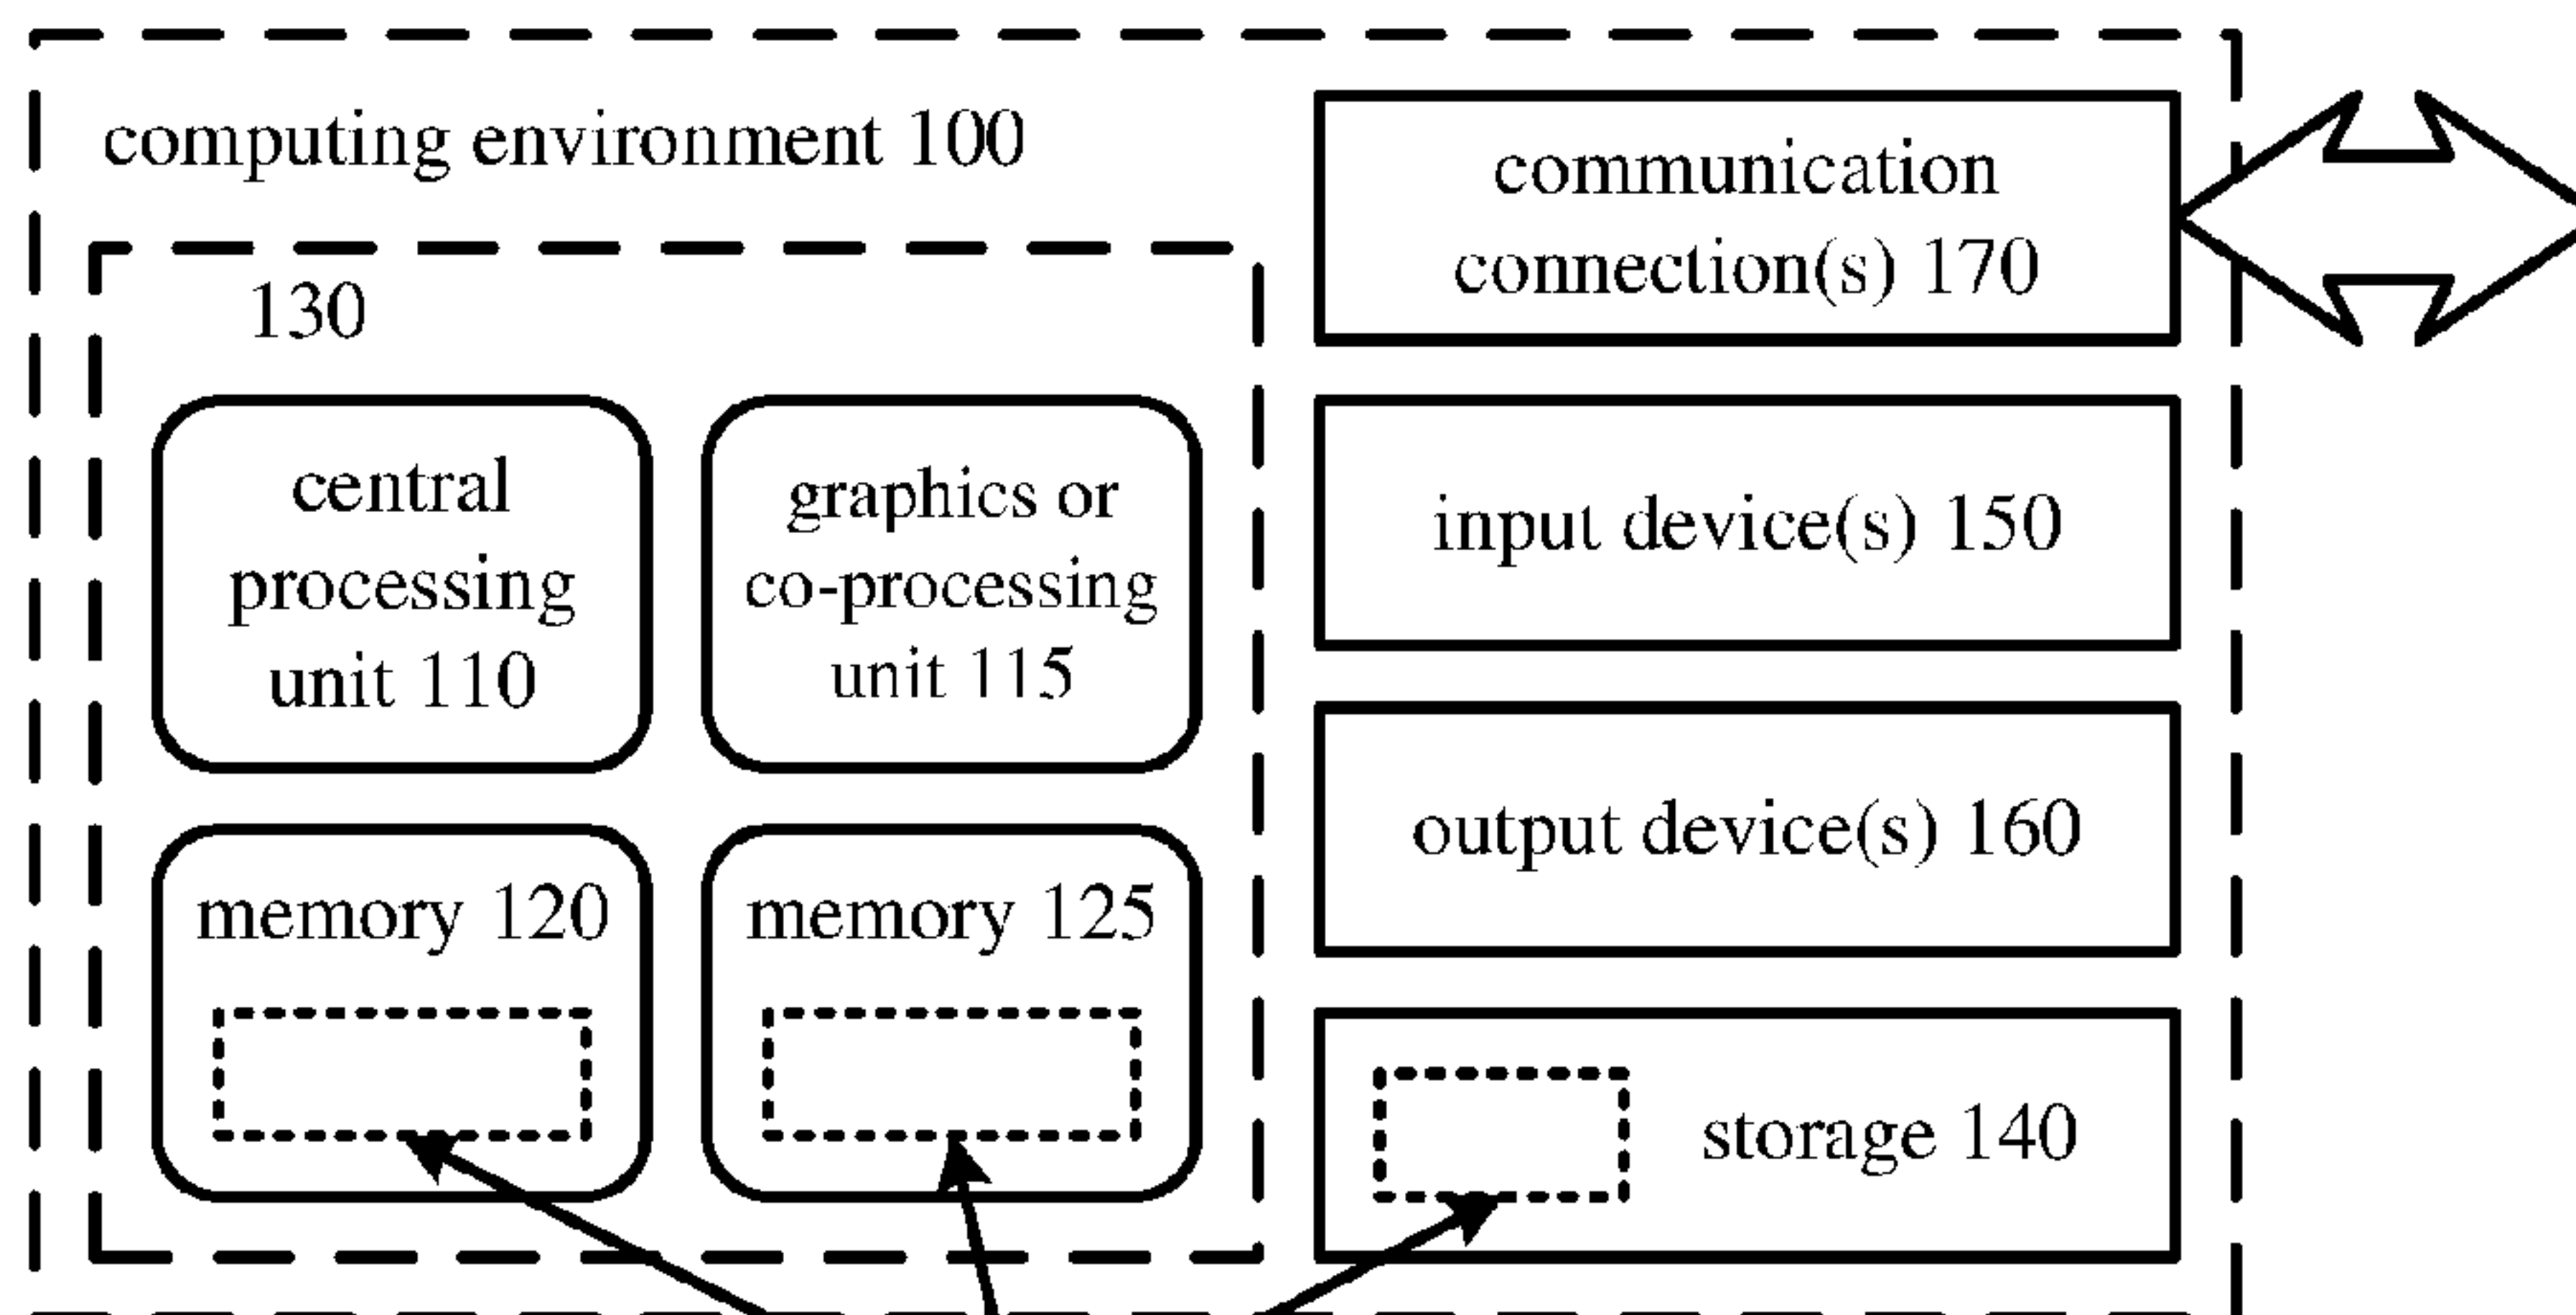 computing environment 100
130
central
processing
unit 110
graphics or
co-processing
unit 115
memory 120
memory 125
communication
connection(s) 170
input device(s) 150
output device(s) 160
storage 140